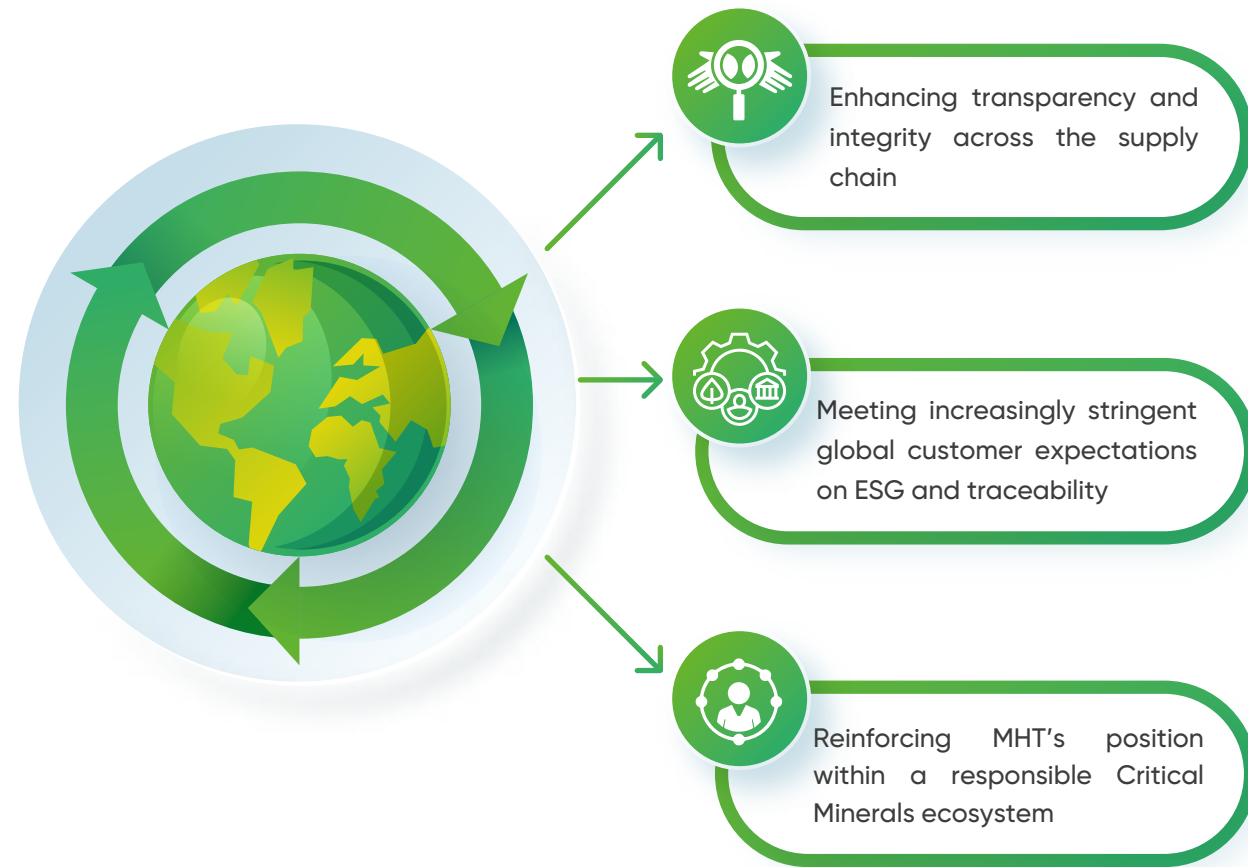 Enhancing transparency and
integrity across the supply
chain
Meeting increasingly stringent
global customer expectations
on ESG and traceability
Reinforcing MHT’s position
within a responsible Critical
Minerals ecosystem